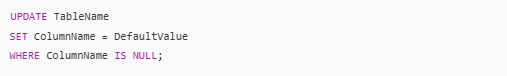 UPDATE TableName
SET ColumnName = DefaultValue
WHERE ColumnName IS NULL;